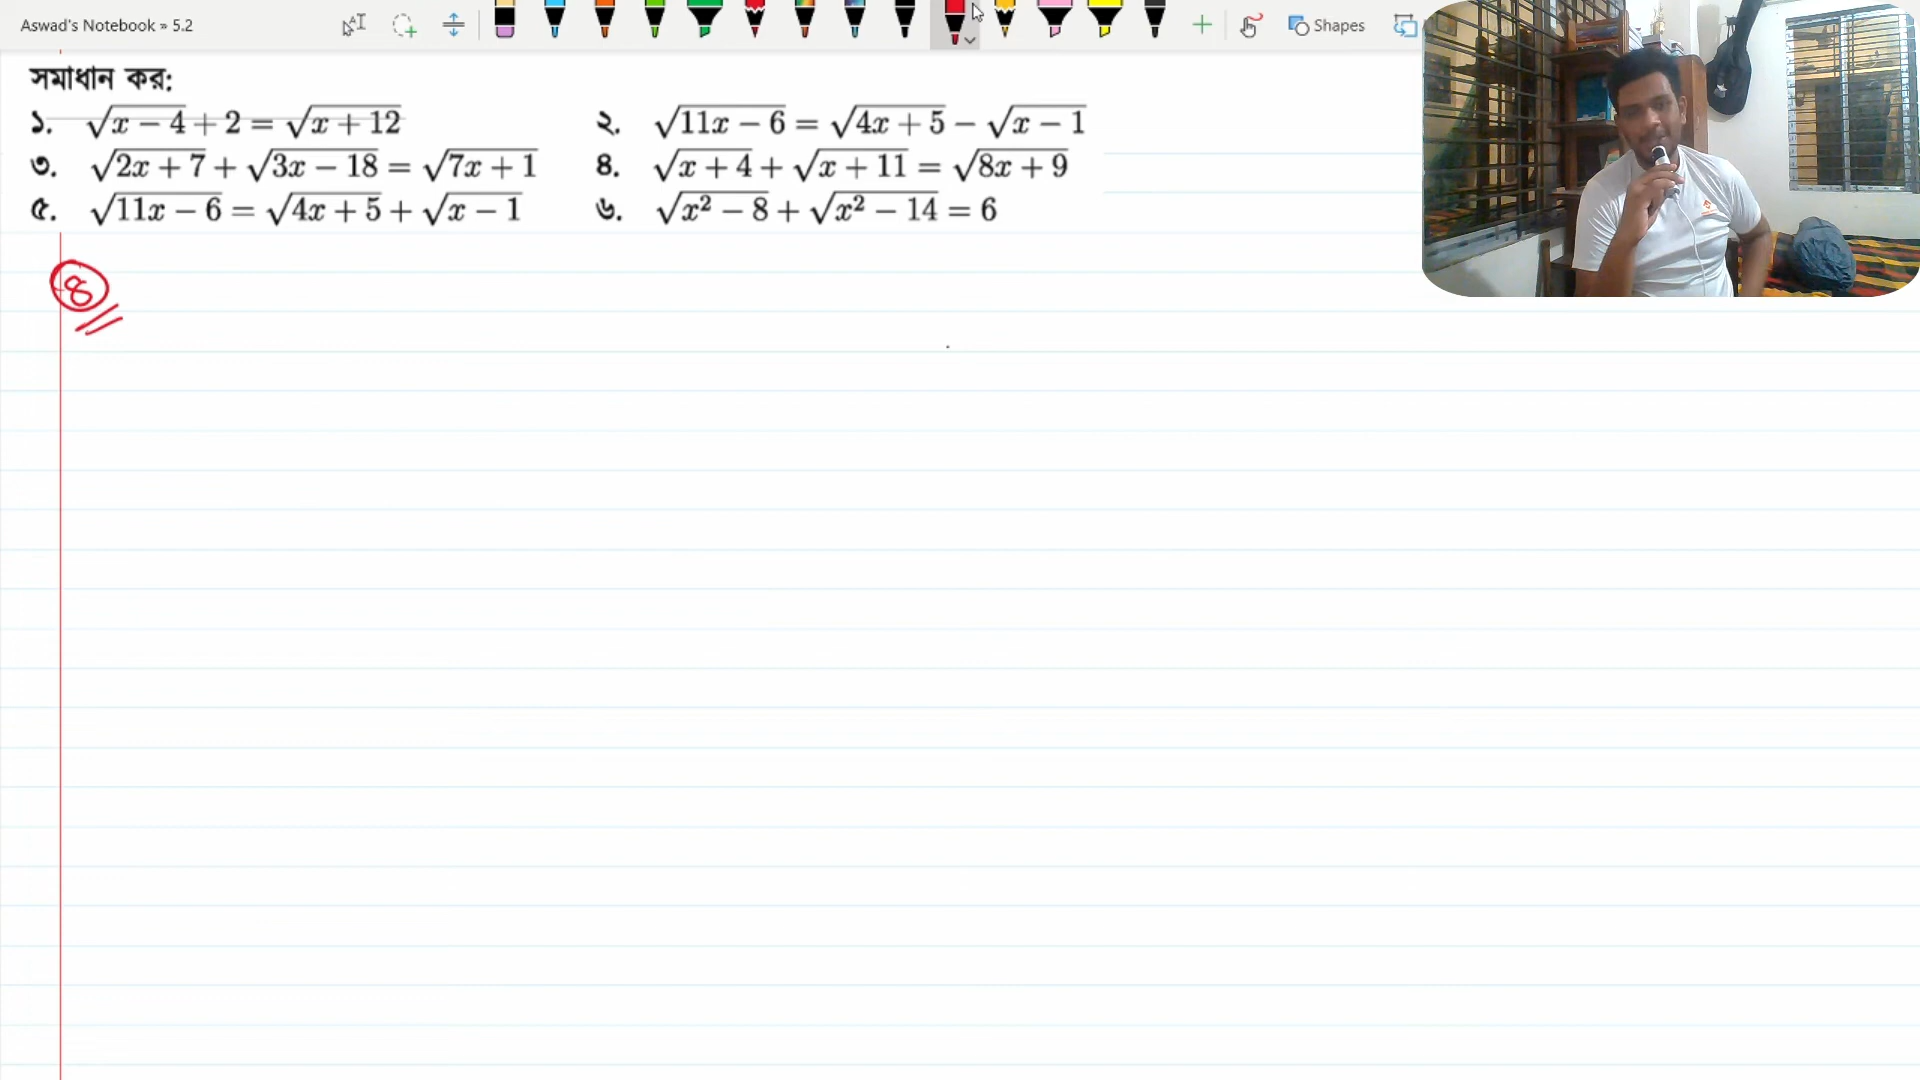 Aswad's Notebook » 5.2
Shapes
সমাধান কর:
১. √(x − 4) + 2 = √(x + 12)
২. √(11x − 6) = √(4x + 5) − √(x − 1)
৩. √(2x + 7) + √(3x − 18) = √(7x + 1)
৪. √(x + 4) + √(x + 11) = √(8x + 9)
৫. √(11x − 6) = √(4x + 5) + √(x − 1)
৬. √(x² − 8) + √(x² − 14) = 6
৪